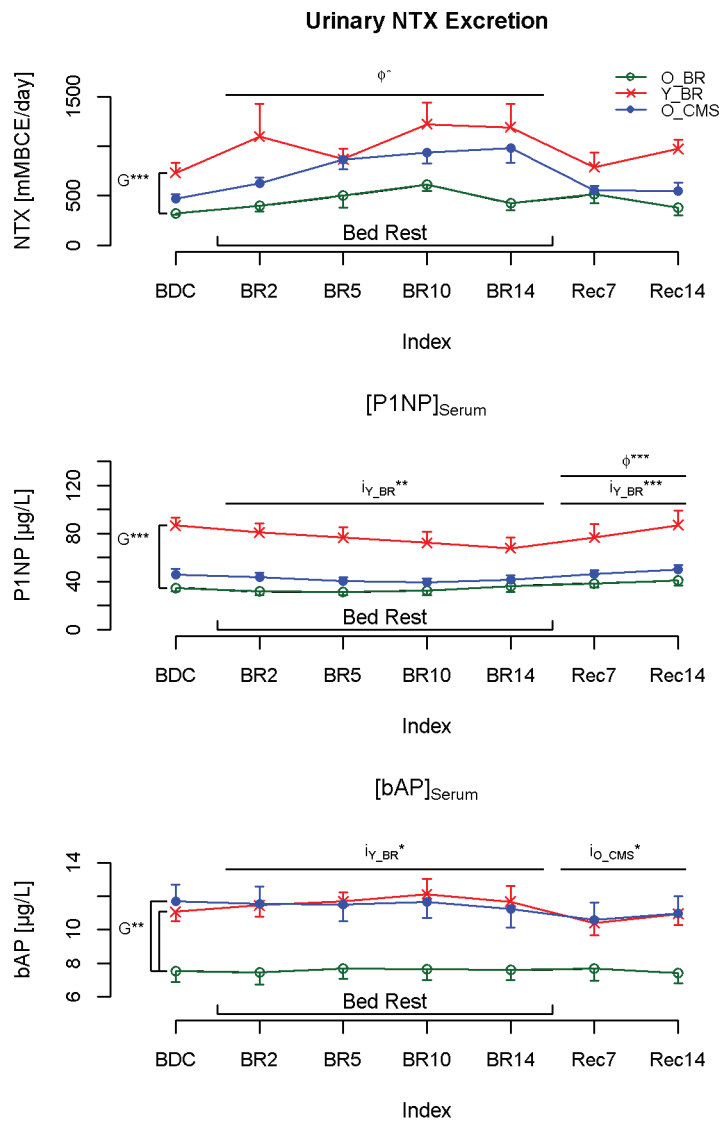 Urinary NTX Excretion
ϕˆ
O_BR
Y_BR
O_CMS
NTX [mMBCE/day]
1500
500
0
G***
Bed Rest
BDC BR2 BR5 BR10 BR14 Rec7 Rec14
Index
[P1NP]Serum
ϕ***
iY_BR** iY_BR***
P1NP [µg/L]
120
80
40
0
G***
Bed Rest
BDC BR2 BR5 BR10 BR14 Rec7 Rec14
Index
[bAP]Serum
iY_BR* iO_CMS*
bAP [µg/L]
14
12
10
8
6
G**
Bed Rest
BDC BR2 BR5 BR10 BR14 Rec7 Rec14
Index